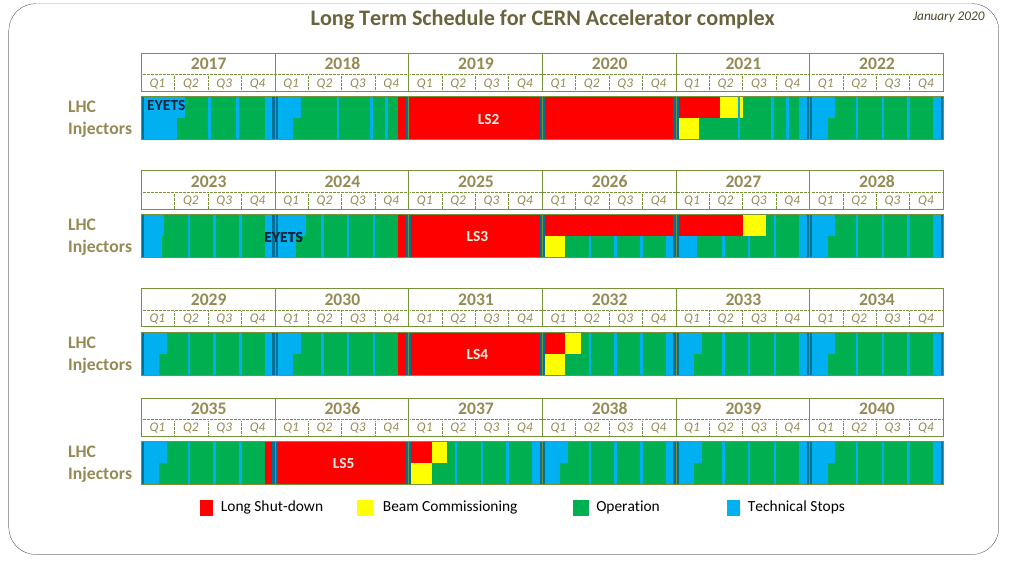 Long Term Schedule for CERN Accelerator complex
January 2020
2017 2018 2019 2020 2021 2022
Q1 Q2 Q3 Q4 Q1 Q2 Q3 Q4 Q1 Q2 Q3 Q4 Q1 Q2 Q3 Q4 Q1 Q2 Q3 Q4 Q1 Q2 Q3 Q4
LHC EYETS
LS2
Injectors
2023 2024 2025 2026 2027 2028
Q2 Q3 Q4 Q1 Q2 Q3 Q4 Q1 Q2 Q3 Q4 Q1 Q2 Q3 Q4 Q1 Q2 Q3 Q4 Q1 Q2 Q3 Q4
LHC
EYETS LS3
Injectors
2029 2030 2031 2032 2033 2034
Q1 Q2 Q3 Q4 Q1 Q2 Q3 Q4 Q1 Q2 Q3 Q4 Q1 Q2 Q3 Q4 Q1 Q2 Q3 Q4 Q1 Q2 Q3 Q4
LHC
LS4
Injectors
2035 2036 2037 2038 2039 2040
Q1 Q2 Q3 Q4 Q1 Q2 Q3 Q4 Q1 Q2 Q3 Q4 Q1 Q2 Q3 Q4 Q1 Q2 Q3 Q4 Q1 Q2 Q3 Q4
LHC
LS5
Injectors
Long Shut-down Beam Commissioning Operation Technical Stops